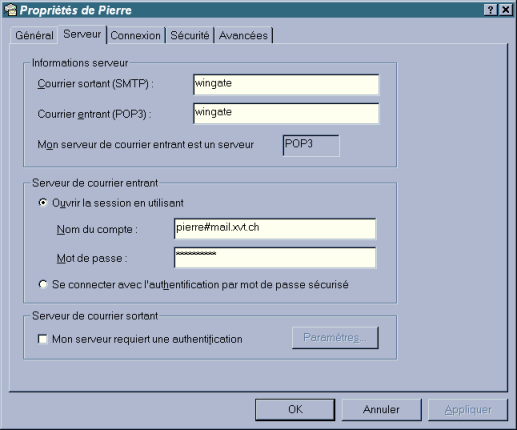 Propriétés de Pierre
Général Serveur Connexion Sécurité Avancées
Informations serveur
Courrier sortant (SMTP) : wingate
Courrier entrant (POP3) : wingate
Mon serveur de courrier entrant est un serveur POP3
Serveur de courrier entrant
Ouvrir la session en utilisant
Nom du compte : pierre#mail.xvt.ch
Mot de passe : **********
Se connecter avec l'authentification par mot de passe sécurisé
Serveur de courrier sortant
Mon serveur requiert une authentification Paramètres...
OK Annuler Appliquer